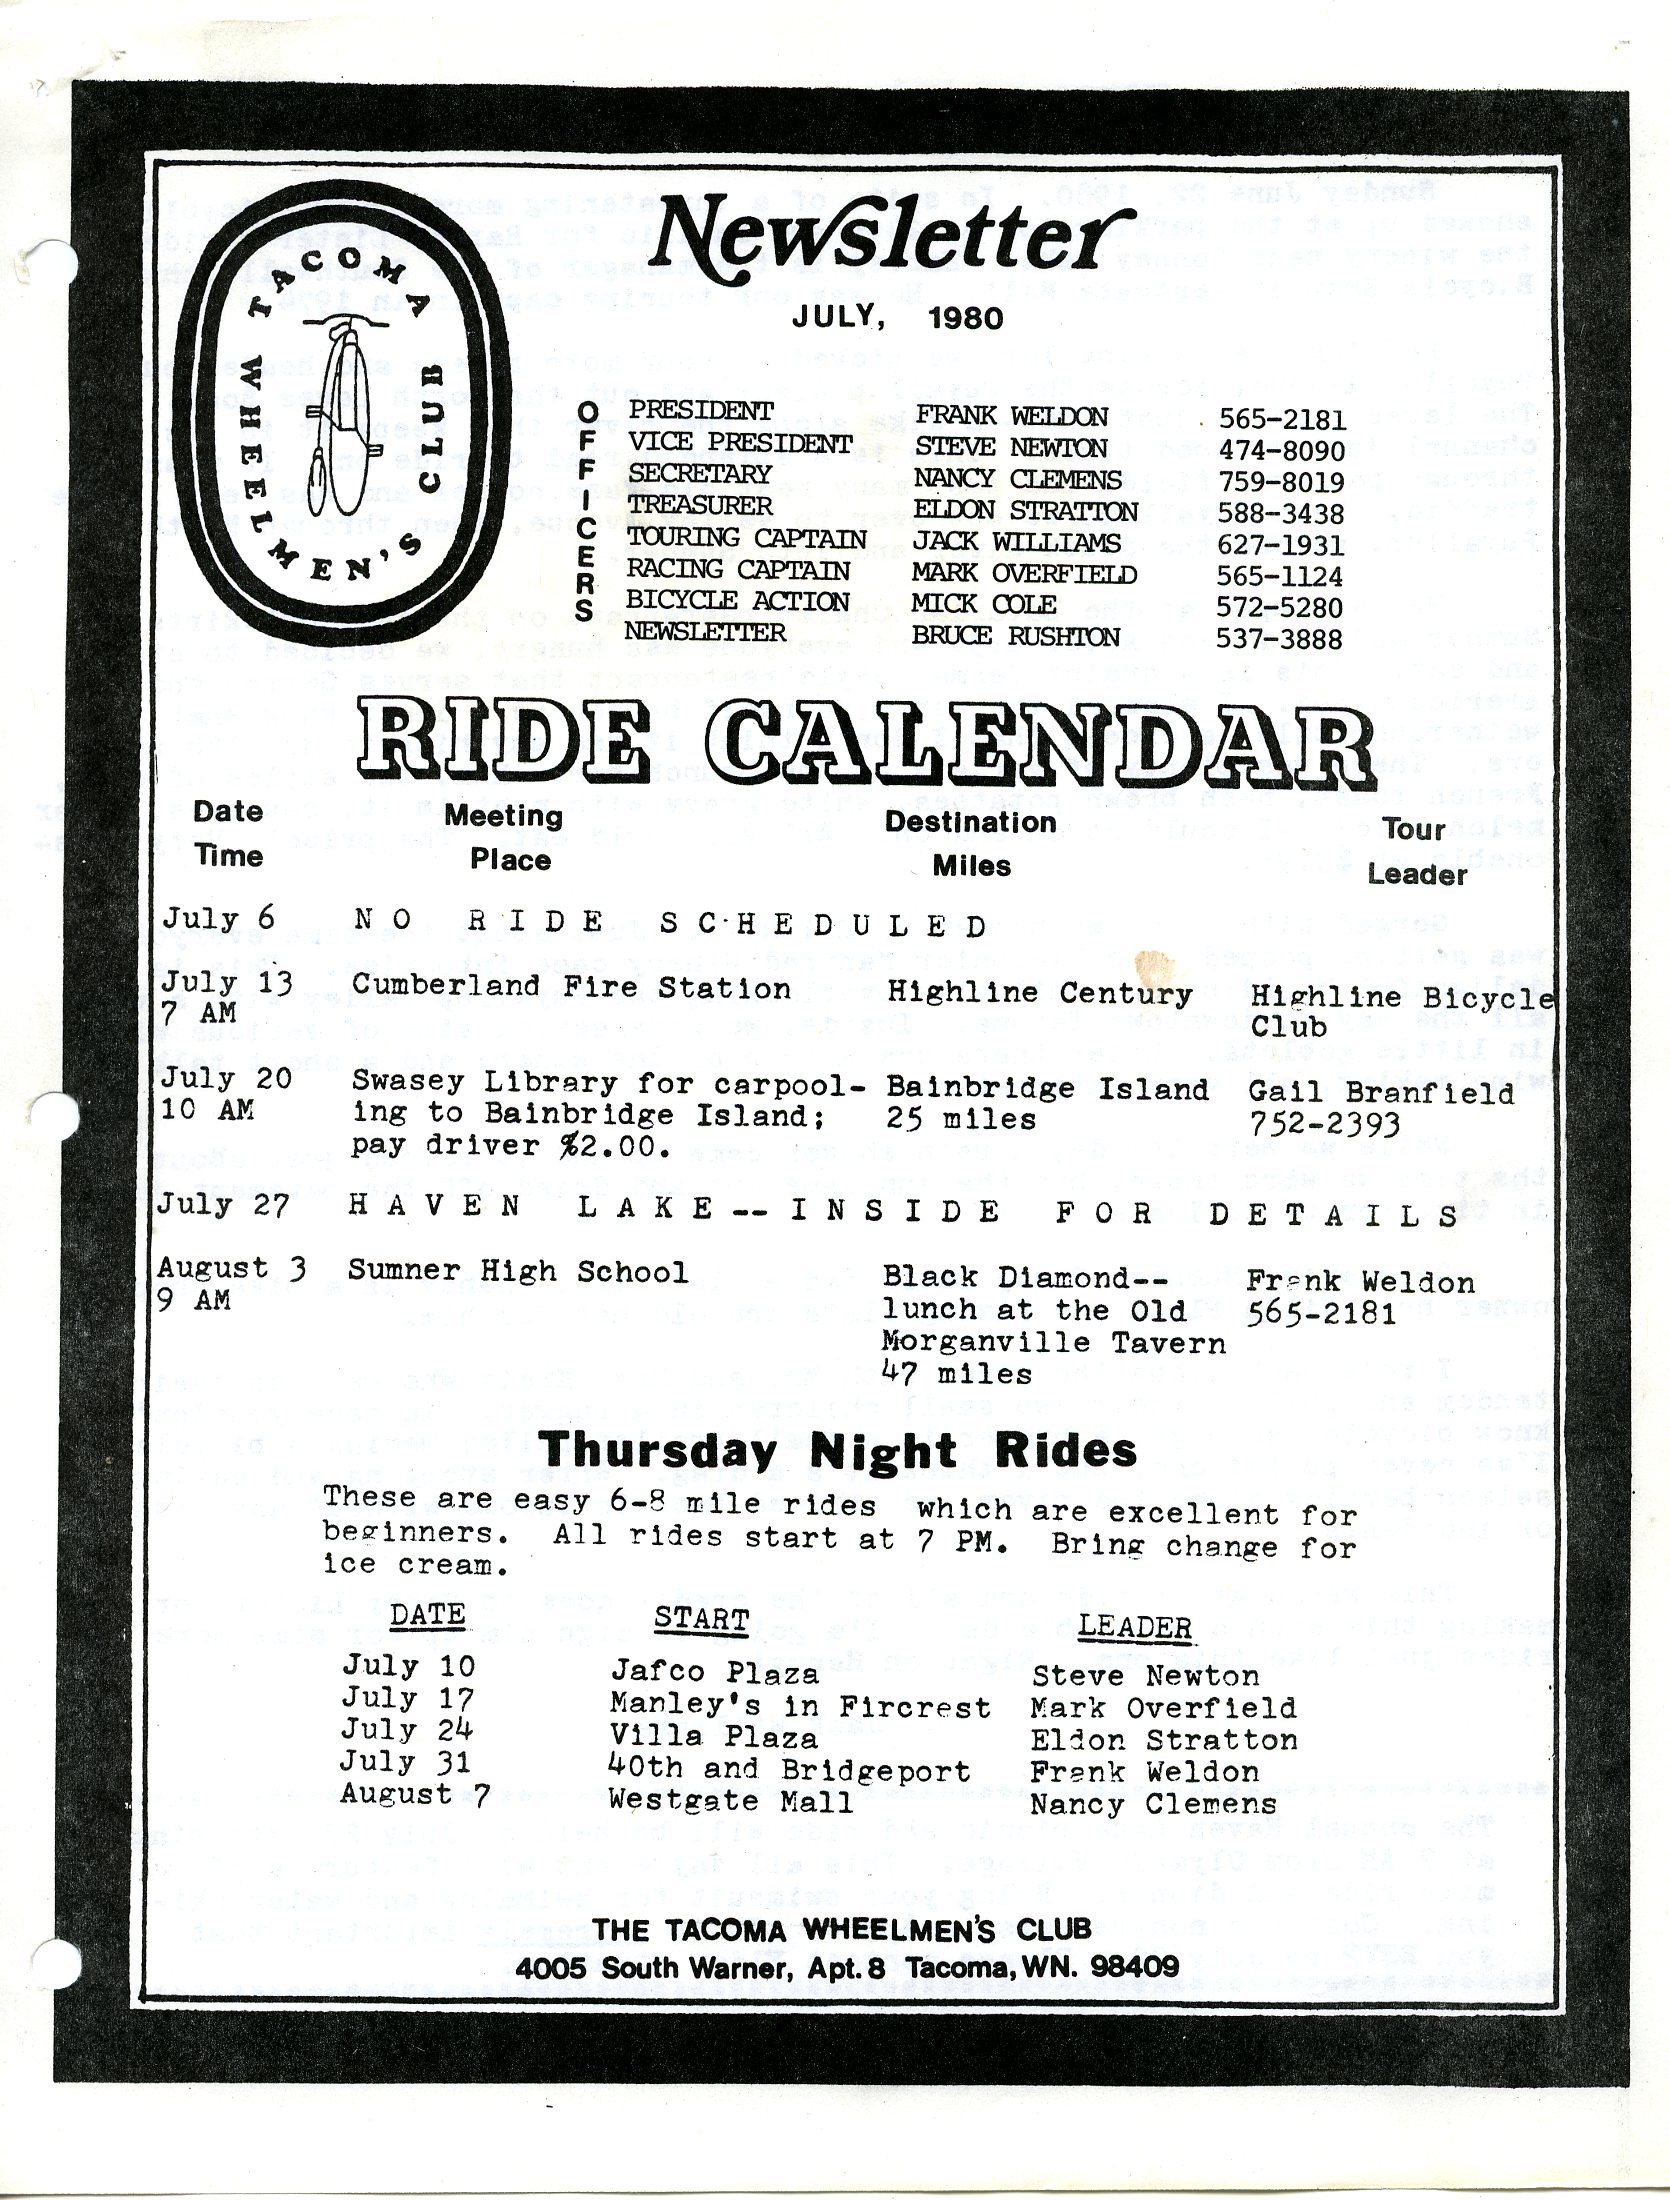 TACOMA WHEELMEN'S CLUB
Newsletter
JULY, 1980
OFFICERS
PRESIDENT FRANK WELDON 565-2181
VICE PRESIDENT STEVE NEWTON 474-8090
SECRETARY NANCY CLEMENS 759-8019
TREASURER ELDON STRATTON 588-3438
TOURING CAPTAIN JACK WILLIAMS 627-1931
RACING CAPTAIN MARK OVERFIELD 565-1124
BICYCLE ACTION MICK COLE 572-5280
NEWSLETTER BRUCE RUSHTON 537-3888
RIDE CALENDAR
Date Meeting Destination Tour
Time Place Miles Leader
July 6 NO RIDE SCHEDULED
July 13 Cumberland Fire Station Highline Century Highline Bicycle
7 AM Club
July 20 Swasey Library for carpool- Bainbridge Island Gail Branfield
10 AM ing to Bainbridge Island; 25 miles 752-2393
pay driver $2.00.
July 27 HAVEN LAKE--INSIDE FOR DETAILS
August 3 Sumner High School Black Diamond-- Frank Weldon
9 AM lunch at the Old 565-2181
Morganville Tavern
47 miles
Thursday Night Rides
These are easy 6-8 mile rides which are excellent for
beginners. All rides start at 7 PM. Bring change for
ice cream.
DATE START LEADER
July 10 Jafco Plaza Steve Newton
July 17 Manley's in Fircrest Mark Overfield
July 24 Villa Plaza Eldon Stratton
July 31 40th and Bridgeport Frank Weldon
August 7 Westgate Mall Nancy Clemens
THE TACOMA WHEELMEN'S CLUB
4005 South Warner, Apt. 8 Tacoma, WN. 98409